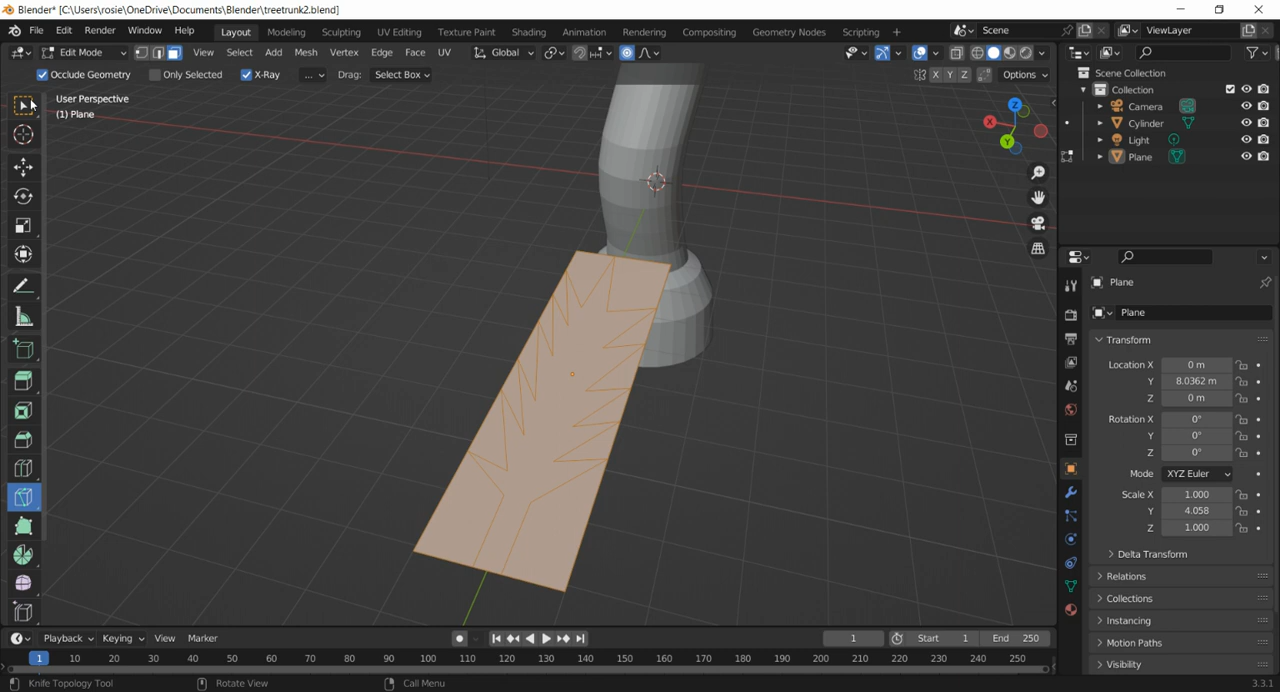 Blender* [C:\Users\rosie\OneDrive\Documents\Blender\treetrunk2.blend]
File Edit Render Window Help Layout Modeling Sculpting UV Editing Texture Paint Shading Animation Rendering Compositing Geometry Nodes Scripting + Scene ViewLayer
Edit Mode View Select Add Mesh Vertex Edge Face UV Global
Occlude Geometry Only Selected X-Ray ... Drag: Select Box X Y Z Options
User Perspective
(1) Plane
Z
X
Y
Scene Collection
Collection
Camera
Cylinder
Light
Plane
Plane
Plane
Transform
Location X 0 m
Y 8.0362 m
Z 0 m
Rotation X 0°
Y 0°
Z 0°
Mode XYZ Euler
Scale X 1.000
Y 4.058
Z 1.000
Delta Transform
Relations
Collections
Instancing
Motion Paths
Visibility
Playback Keying View Marker 1 Start 1 End 250
1 10 20 30 40 50 60 70 80 90 100 110 120 130 140 150 160 170 180 190 200 210 220 230 240 250
Knife Topology Tool Rotate View Call Menu 3.3.1